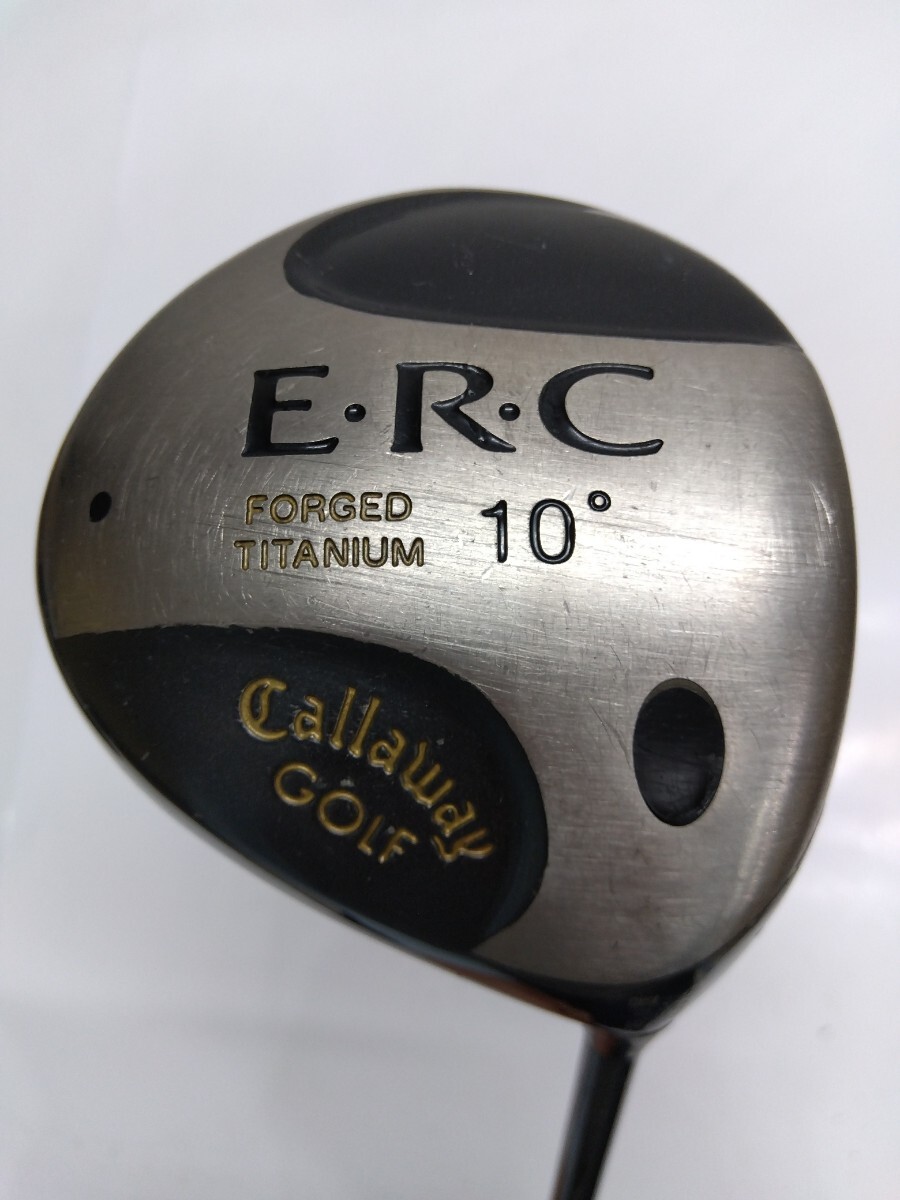 E·R·C
FORGED
TITANIUM
10°
Callaway
GOLF